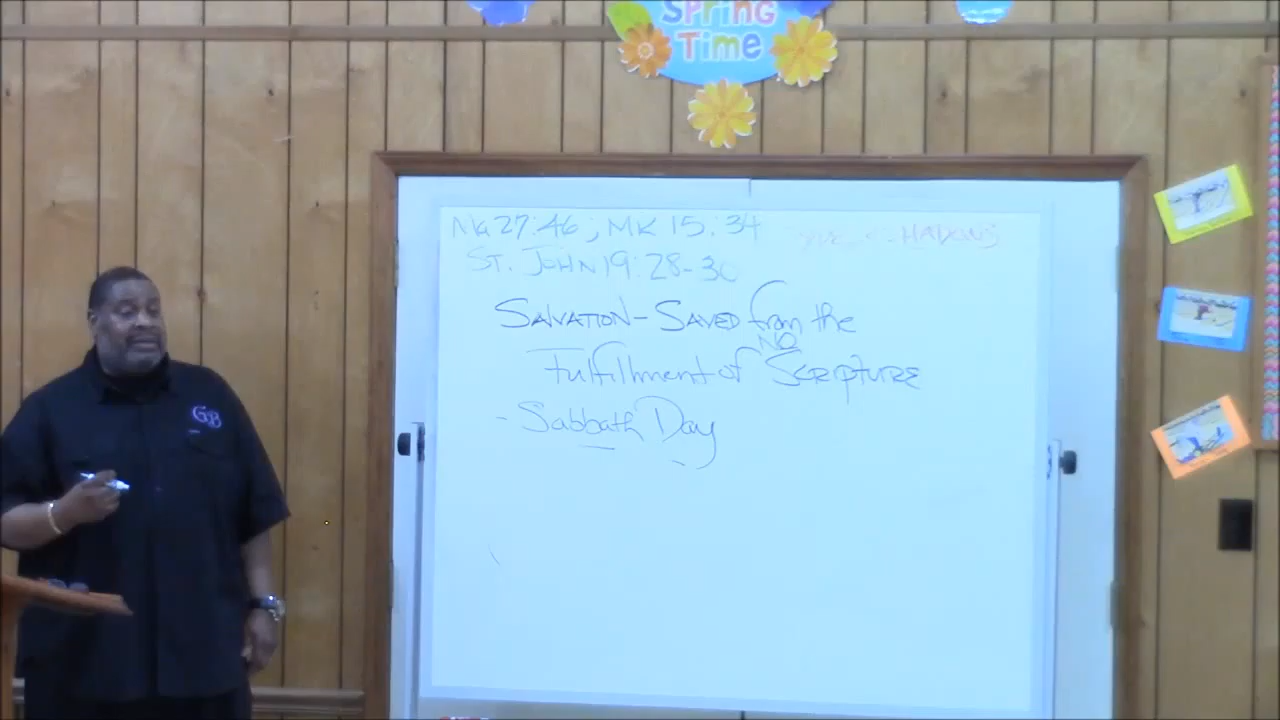 Spring
Time
Ma 27:46; MK 15:34
ST. JOHN 19:28-30
SALVATION - SAVED from the
NO
Fulfillment of SCRIPTURE
- Sabbath Day
GB